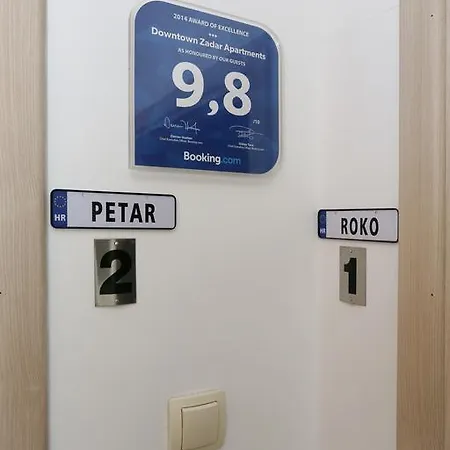 2014 AWARD OF EXCELLENCE
Downtown Zadar Apartments
AS HONOURED BY OUR GUESTS
9,8
/10
Booking.com
HR PETAR
2
HR ROKO
1